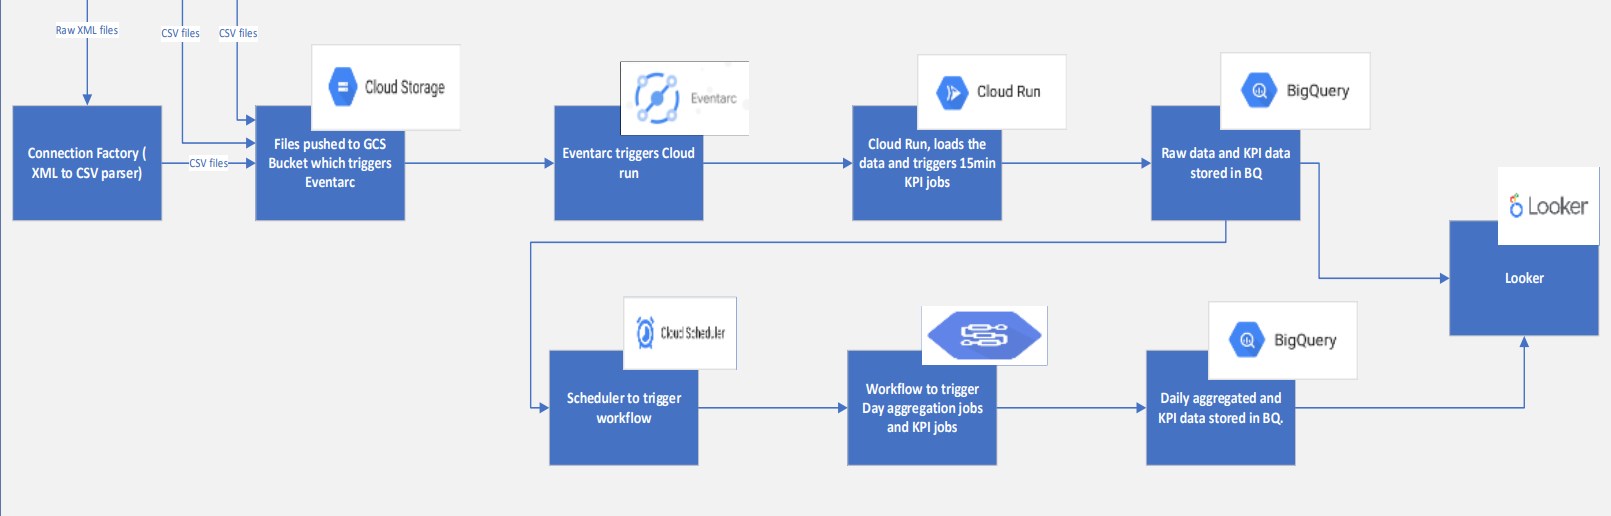 Raw XML files
CSV files
CSV files
Cloud Storage
Eventarc
Cloud Run
BigQuery
Connection Factory (
XML to CSV parser)
CSV files
Files pushed to GCS
Bucket which triggers
Eventarc
Eventarc triggers Cloud
run
Cloud Run, loads the
data and triggers 15min
KPI jobs
Raw data and KPI data
stored in BQ
Looker
Looker
Cloud Scheduler
BigQuery
Scheduler to trigger
workflow
Workflow to trigger
Day aggregation jobs
and KPI jobs
Daily aggregated and
KPI data stored in BQ.